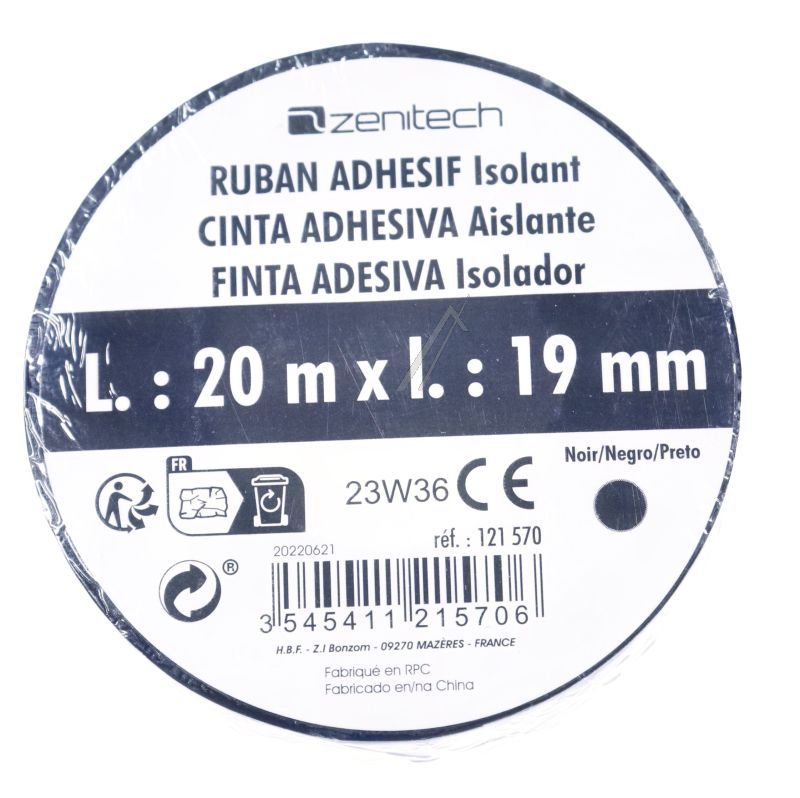 zenitech
RUBAN ADHESIF Isolant
CINTA ADHESIVA Aislante
FINTA ADESIVA Isolador
L. : 20 m x l. : 19 mm
Noir/Negro/Preto
FR
23W36 CE
réf. : 121 570
20220621
®
3 545411 215706
H.B.F. - Z.I Bonzom - 09270 MAZÈRES - FRANCE
Fabriqué en RPC
Fabricado en/na China